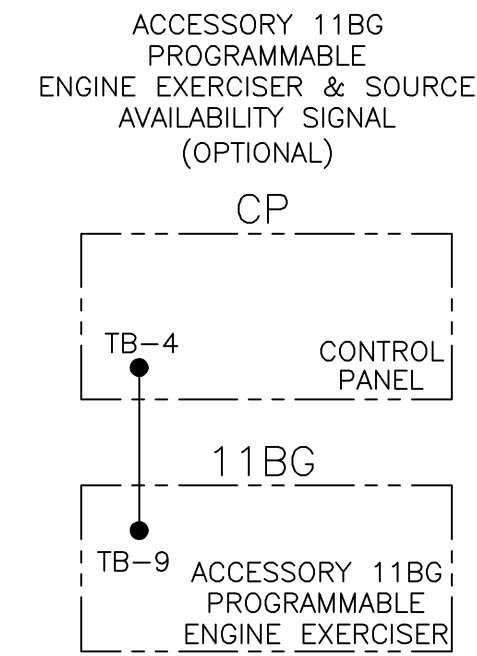 ACCESSORY 11BG
PROGRAMMABLE
ENGINE EXERCISER & SOURCE
AVAILABILITY SIGNAL
(OPTIONAL)
CP
TB-4
CONTROL
PANEL
11BG
TB-9
ACCESSORY 11BG
PROGRAMMABLE
ENGINE EXERCISER